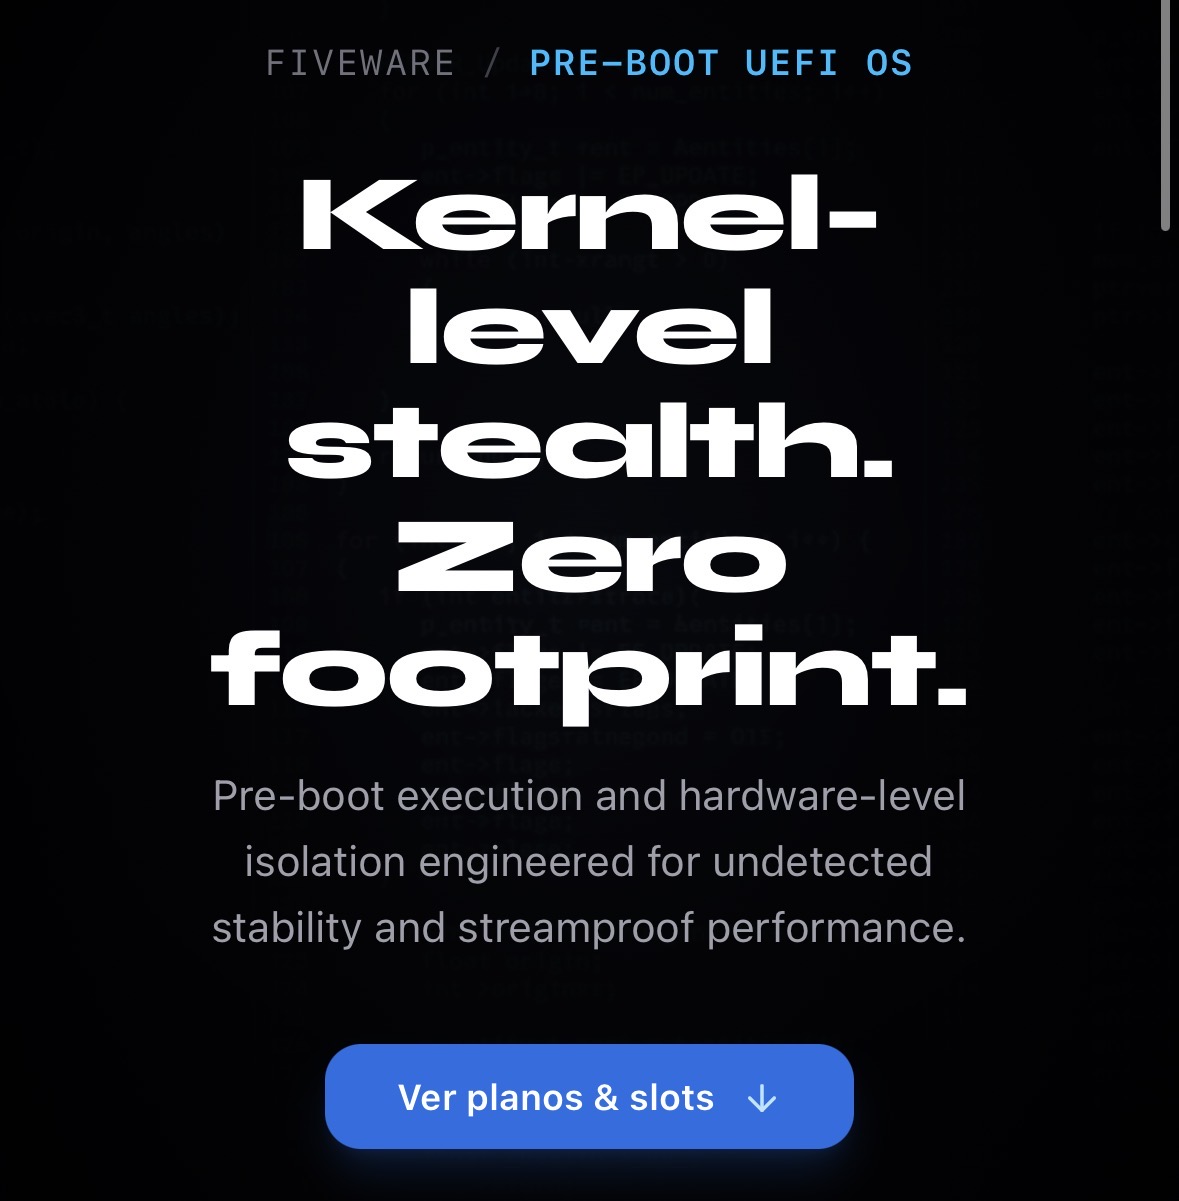 FIVEWARE / PRE-BOOT UEFI OS
Kernel-
level
stealth.
Zero
footprint.
Pre-boot execution and hardware-level
isolation engineered for undetected
stability and streamproof performance.
Ver planos & slots ↓